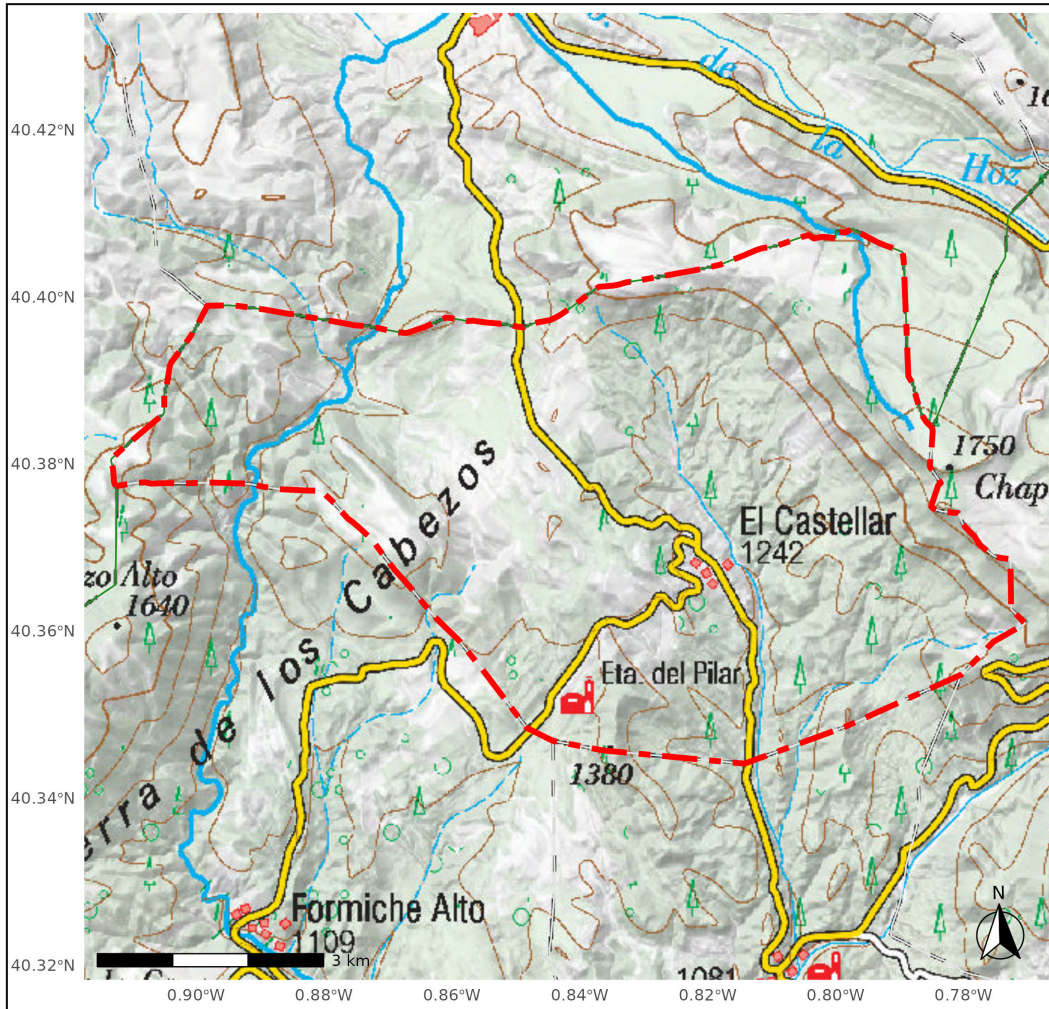 40.42°N
40.40°N
40.38°N
40.36°N
40.34°N
40.32°N
de
la
Hoz
1750
Chap
El Castellar
1242
zo Alto
1640
erra de los Cabezos
Eta. del Pilar
1380
Formiche Alto
1109
1081
3 km
N
0.90°W
0.88°W
0.86°W
0.84°W
0.82°W
0.80°W
0.78°W